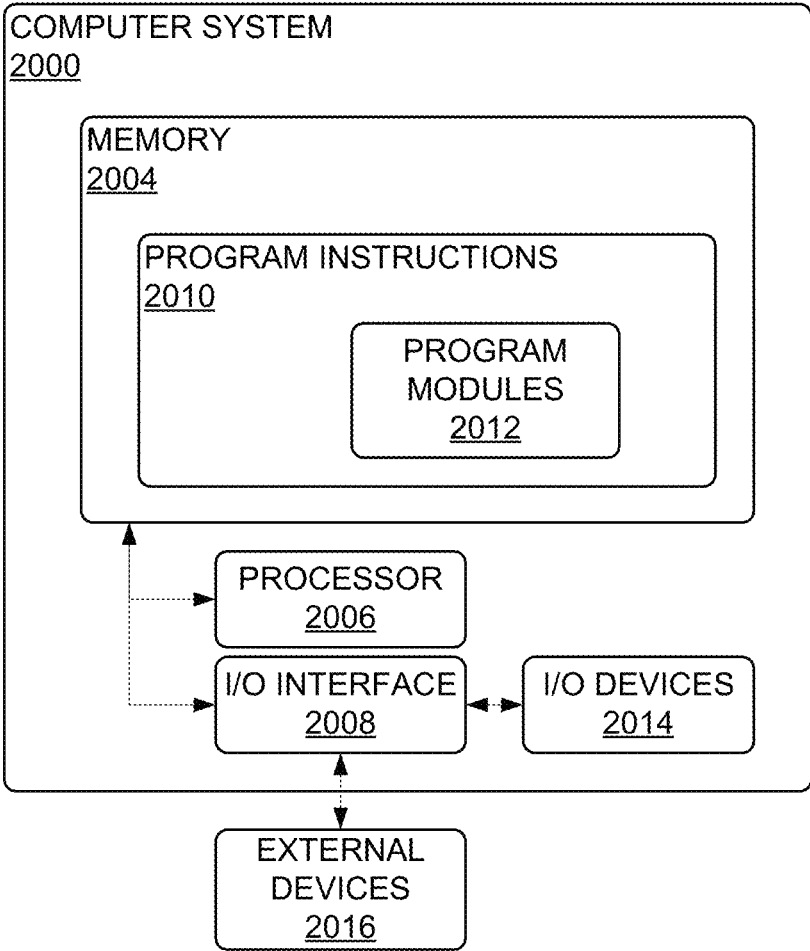 COMPUTER SYSTEM
2000
MEMORY
2004
PROGRAM INSTRUCTIONS
2010
PROGRAM
MODULES
2012
PROCESSOR
2006
I/O INTERFACE
2008
I/O DEVICES
2014
EXTERNAL
DEVICES
2016